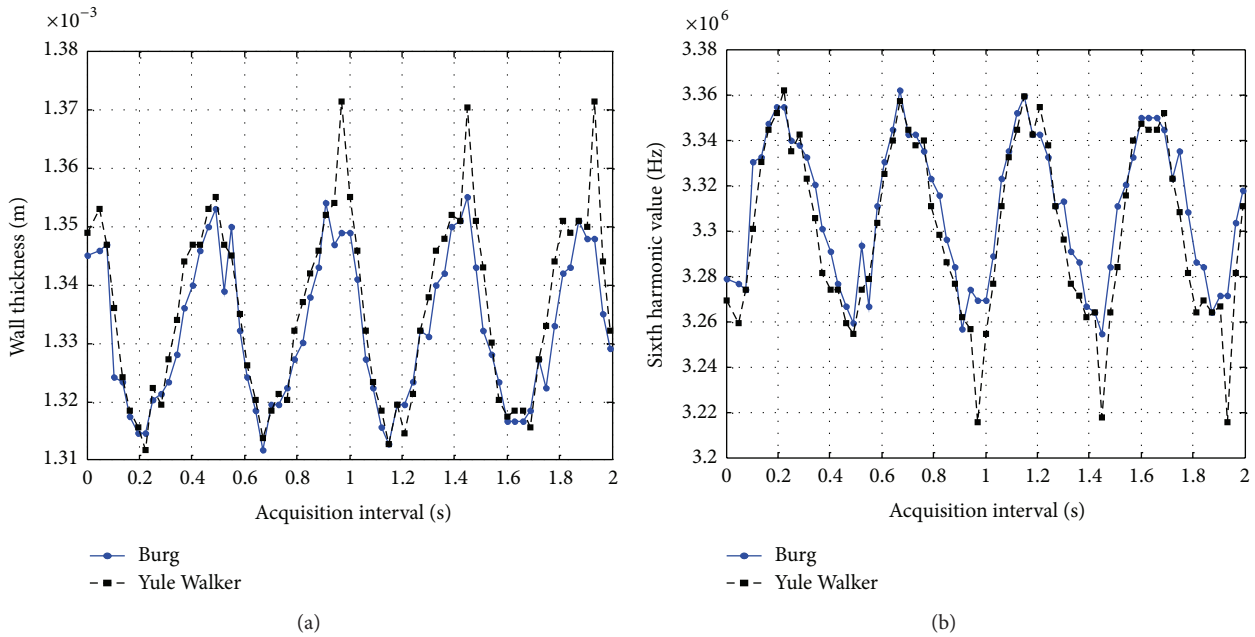 ×10⁻³
1.38
1.37
1.36
1.35
1.34
1.33
1.32
1.31
Wall thickness (m)
0 0.2 0.4 0.6 0.8 1 1.2 1.4 1.6 1.8 2
Acquisition interval (s)
Burg
Yule Walker
(a)
×10⁶
3.38
3.36
3.34
3.32
3.3
3.28
3.26
3.24
3.22
3.2
Sixth harmonic value (Hz)
0 0.2 0.4 0.6 0.8 1 1.2 1.4 1.6 1.8 2
Acquisition interval (s)
Burg
Yule Walker
(b)